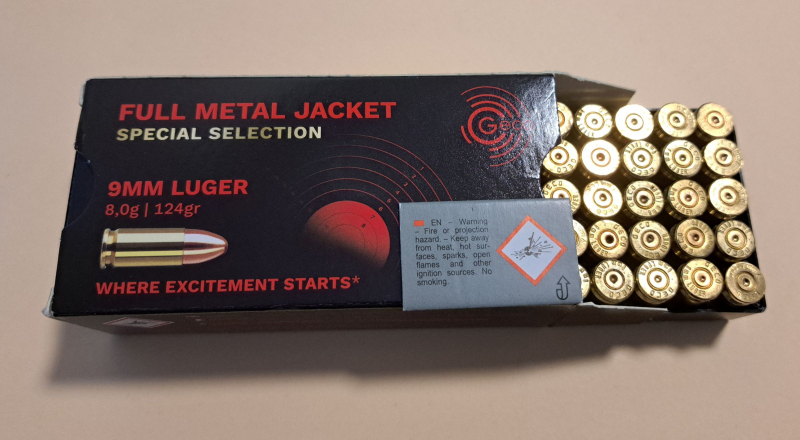 FULL METAL JACKET
SPECIAL SELECTION
9MM LUGER
8,0g | 124gr
WHERE EXCITEMENT STARTS*
EN - Warning
- Fire or projection
hazard. - Keep away
from heat, hot sur-
faces, sparks, open
flames and other
ignition sources. No
smoking.